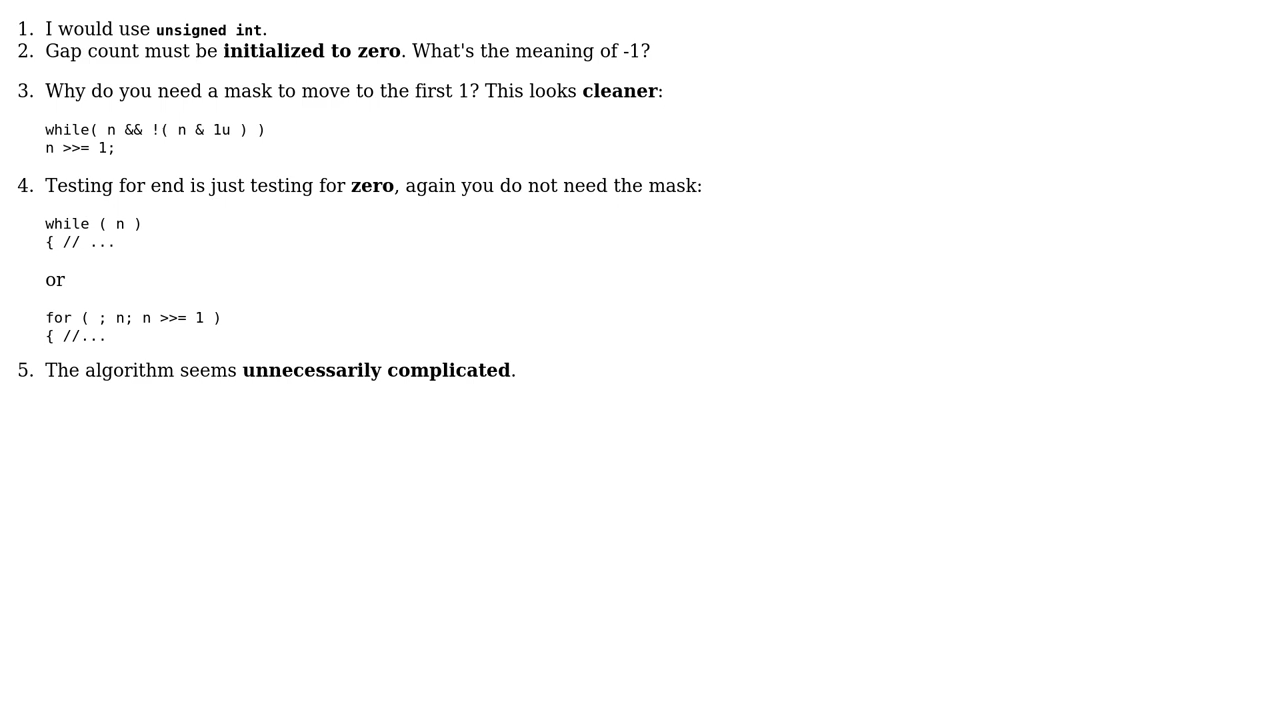 1. I would use unsigned int.
2. Gap count must be initialized to zero. What's the meaning of -1?
3. Why do you need a mask to move to the first 1? This looks cleaner:
while( n && !( n & 1u ) )
n >>= 1;
4. Testing for end is just testing for zero, again you do not need the mask:
while ( n )
{ // ...
or
for ( ; n; n >>= 1 )
{ //...
5. The algorithm seems unnecessarily complicated.